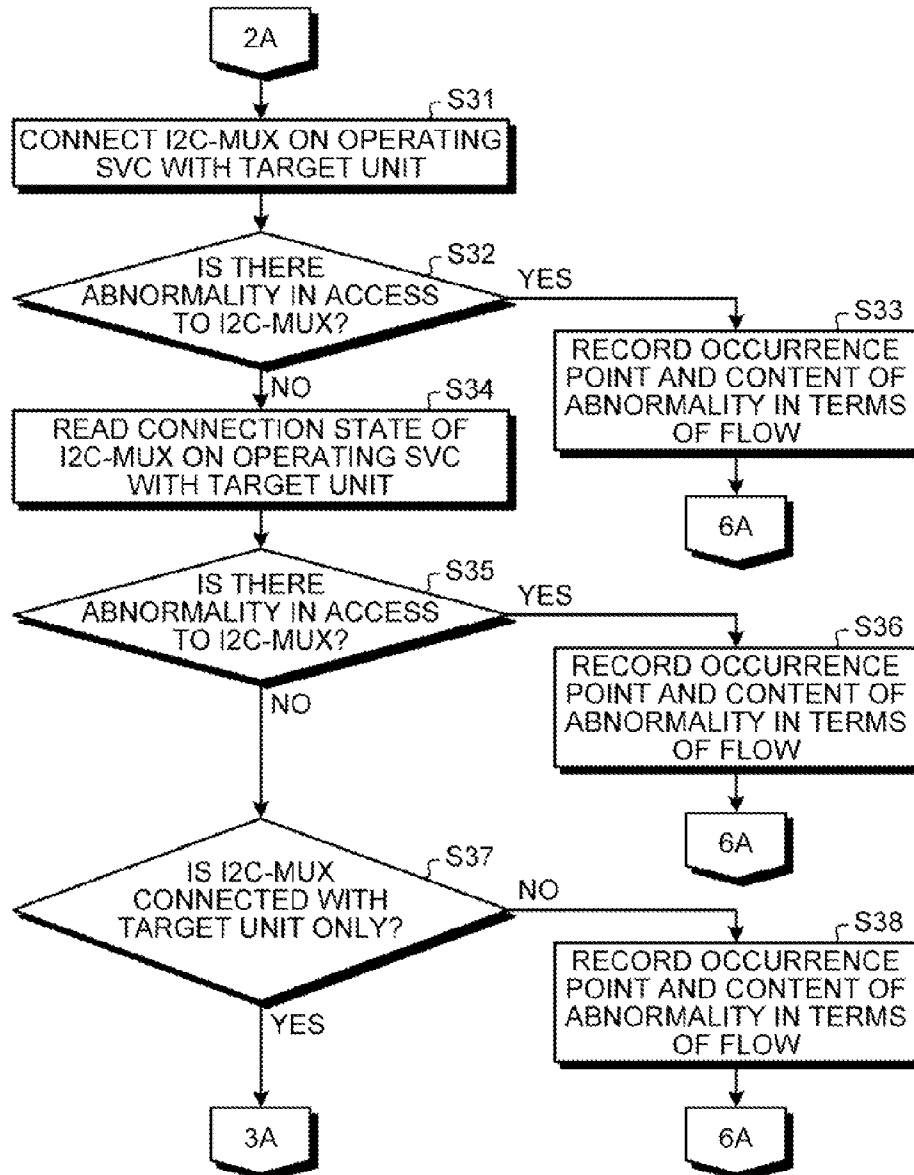 2A
S31
CONNECT I2C-MUX ON OPERATING
SVC WITH TARGET UNIT
S32
IS THERE
ABNORMALITY IN ACCESS
TO I2C-MUX?
YES
NO
S33
RECORD OCCURRENCE
POINT AND CONTENT OF
ABNORMALITY IN TERMS
OF FLOW
6A
S34
READ CONNECTION STATE OF
I2C-MUX ON OPERATING SVC
WITH TARGET UNIT
S35
IS THERE
ABNORMALITY IN ACCESS
TO I2C-MUX?
YES
NO
S36
RECORD OCCURRENCE
POINT AND CONTENT OF
ABNORMALITY IN TERMS
OF FLOW
6A
S37
IS I2C-MUX
CONNECTED WITH
TARGET UNIT ONLY?
NO
YES
S38
RECORD OCCURRENCE
POINT AND CONTENT OF
ABNORMALITY IN TERMS
OF FLOW
3A
6A